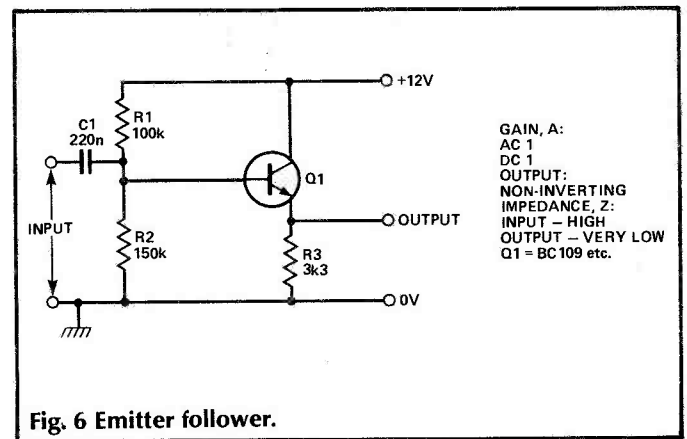 +12V
R1
100k
C1
220n
Q1
INPUT
OUTPUT
R2
150k
R3
3k3
0V
GAIN, A:
AC 1
DC 1
OUTPUT:
NON-INVERTING
IMPEDANCE, Z:
INPUT – HIGH
OUTPUT – VERY LOW
Q1 = BC109 etc.
Fig. 6 Emitter follower.